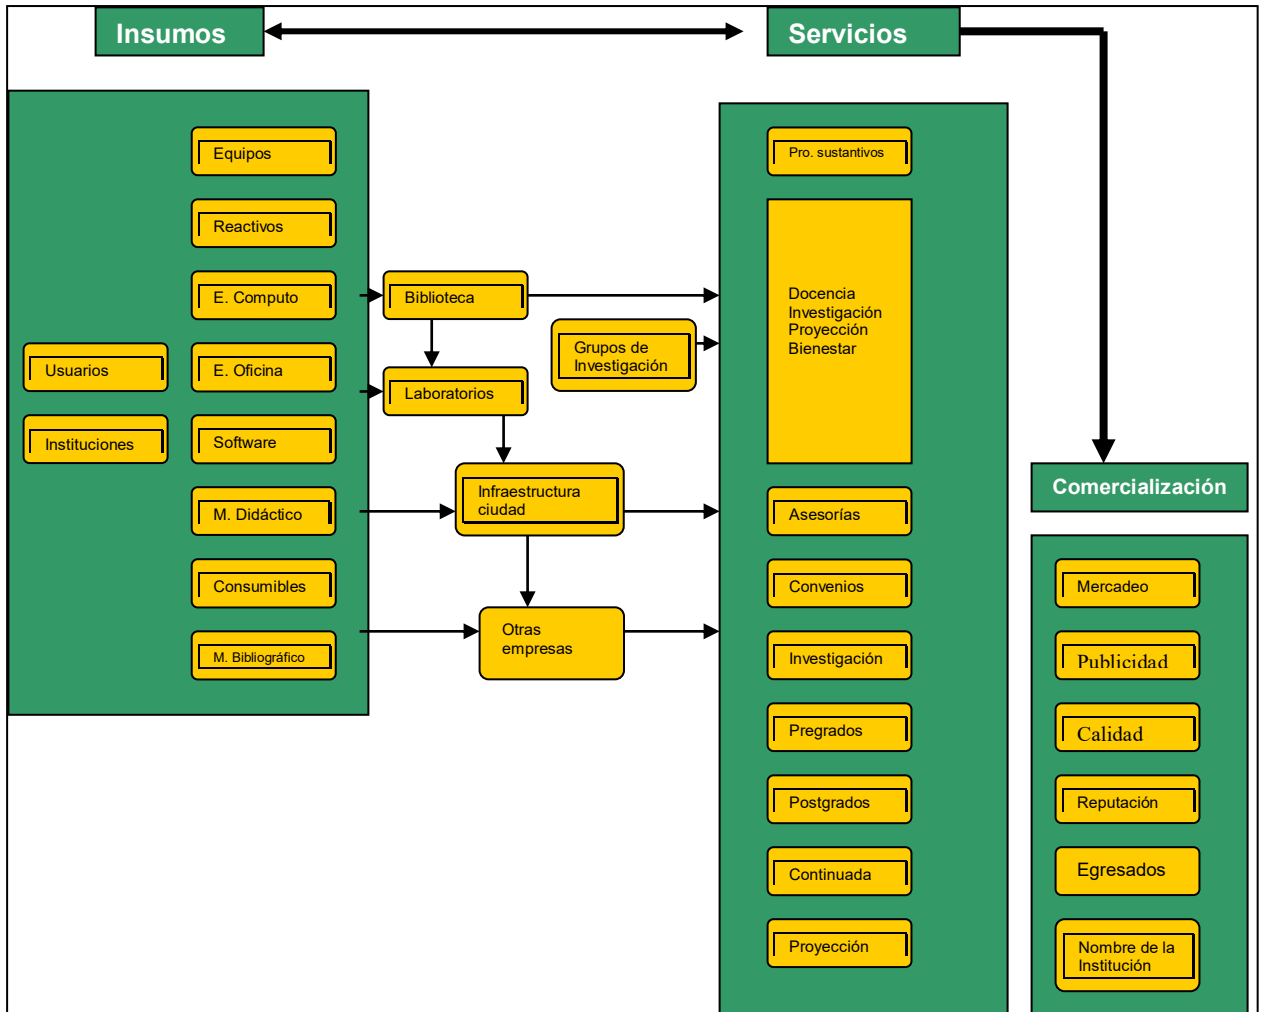 Insumos
Servicios
Equipos
Reactivos
E. Computo
E. Oficina
Software
M. Didáctico
Consumibles
M. Bibliográfico
Usuarios
Instituciones
Biblioteca
Laboratorios
Grupos de
Investigación
Infraestructura
ciudad
Otras
empresas
Pro. sustantivos
Docencia
Investigación
Proyección
Bienestar
Asesorías
Convenios
Investigación
Pregrados
Postgrados
Continuada
Proyección
Comercialización
Mercadeo
Publicidad
Calidad
Reputación
Egresados
Nombre de la
Institución